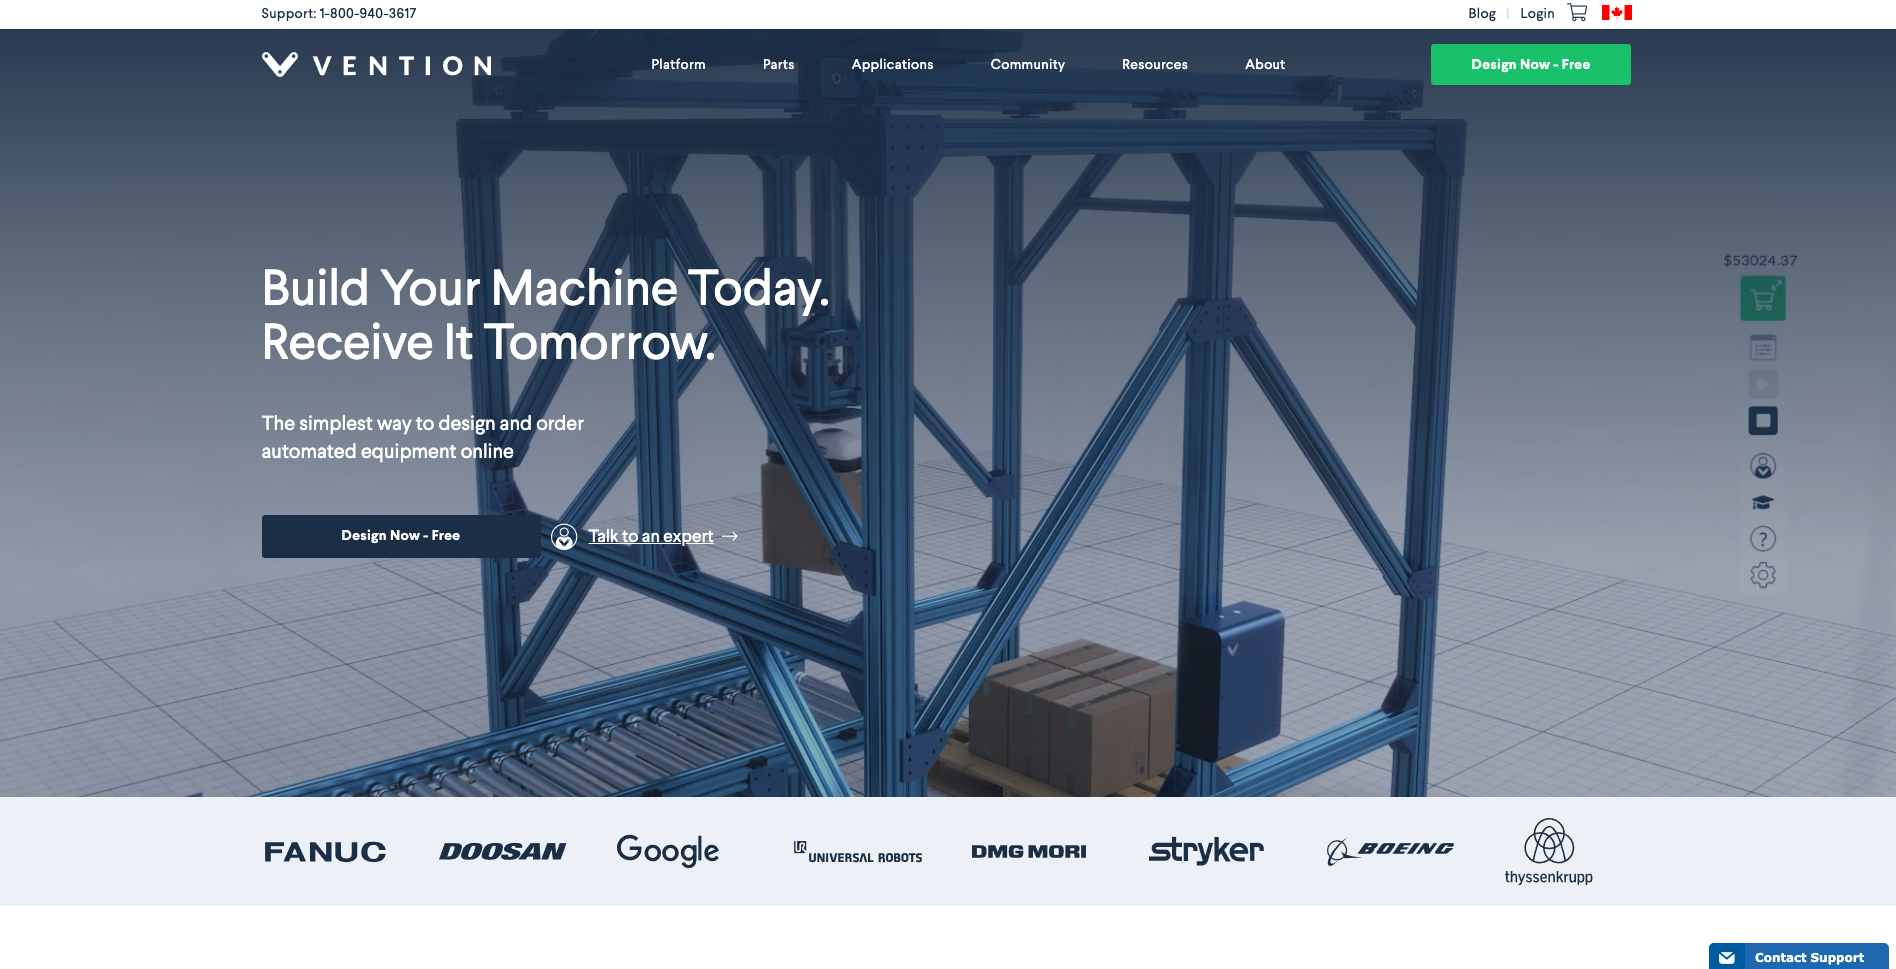 Support: 1-800-940-3617
Blog | Login
VENTION
Platform Parts Applications Community Resources About
Design Now - Free
Build Your Machine Today.
Receive It Tomorrow.
$53024.37
The simplest way to design and order
automated equipment online
Design Now - Free
Talk to an expert →
?
FANUC DOOSAN Google UR UNIVERSAL ROBOTS DMG MORI stryker BOEING thyssenkrupp
Contact Support